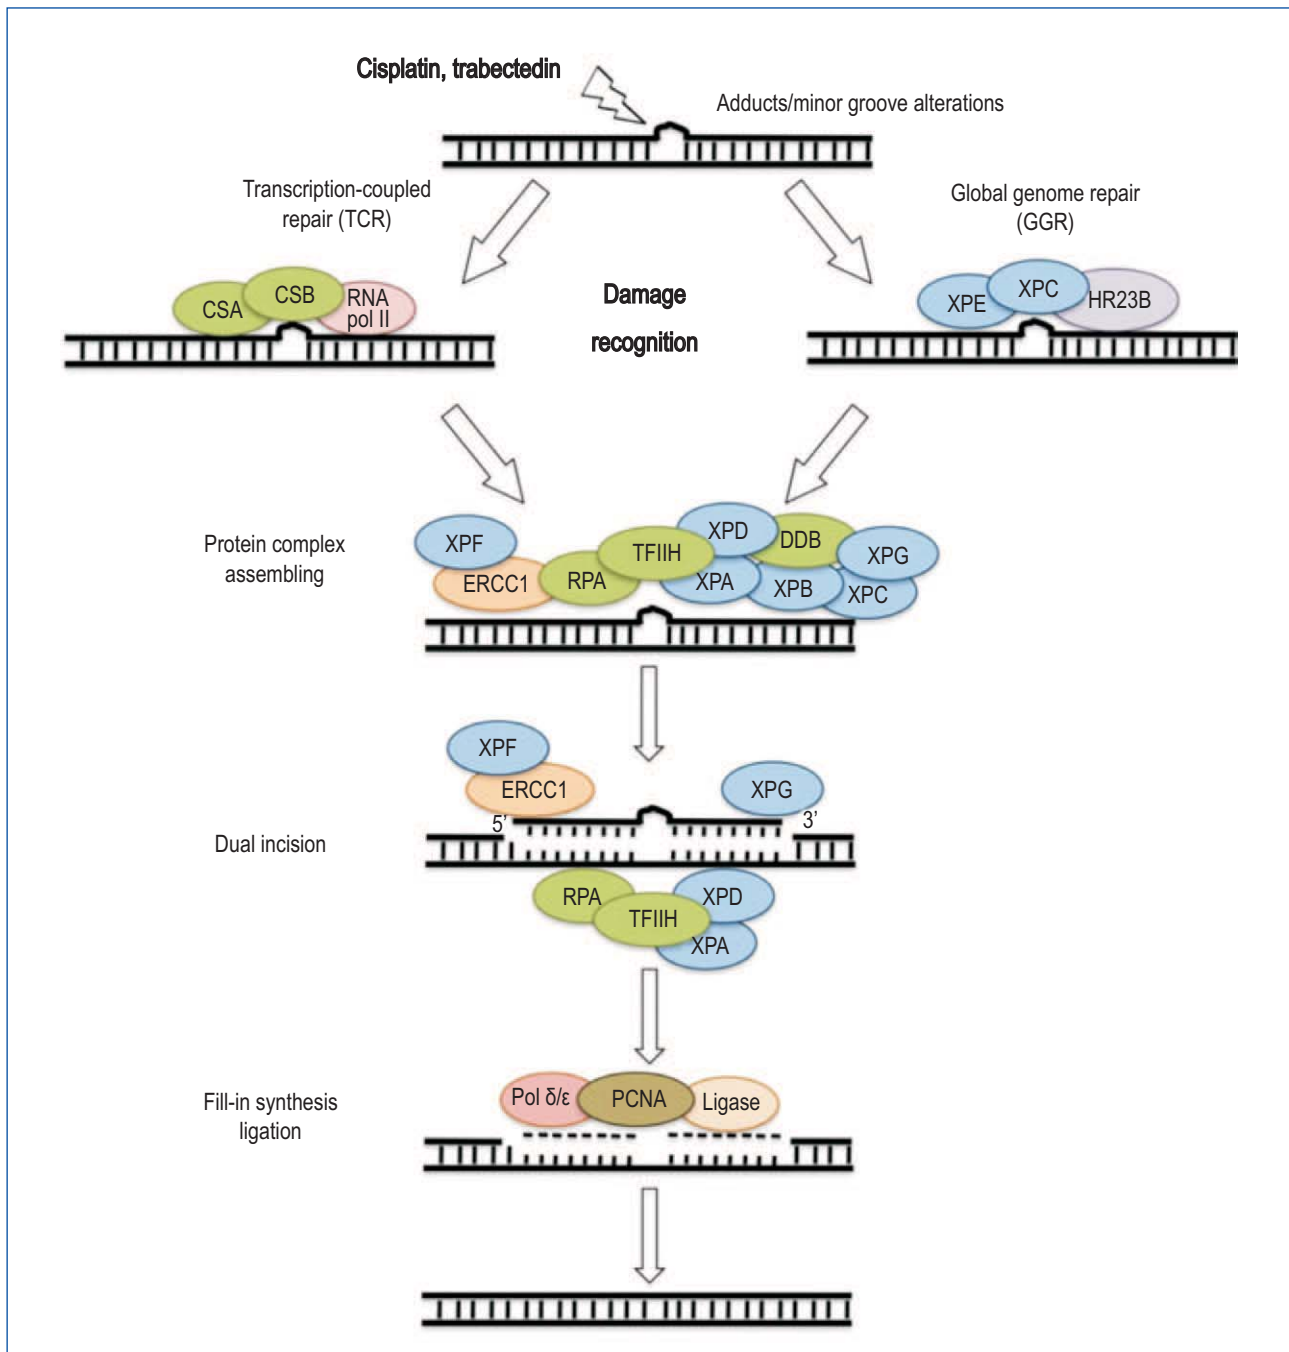 Cisplatin, trabectedin
Adducts/minor groove alterations
Transcription-coupled
repair (TCR)
Global genome repair
(GGR)
CSA
CSB
RNA
pol II
Damage
recognition
XPE
XPC
HR23B
Protein complex
assembling
XPF
ERCC1
RPA
TFIIH
XPD
XPA
DDB
XPB
XPG
XPC
XPF
ERCC1
XPG
5’
3’
Dual incision
RPA
TFIIH
XPD
XPA
Fill-in synthesis
ligation
Pol δ/ε
PCNA
Ligase